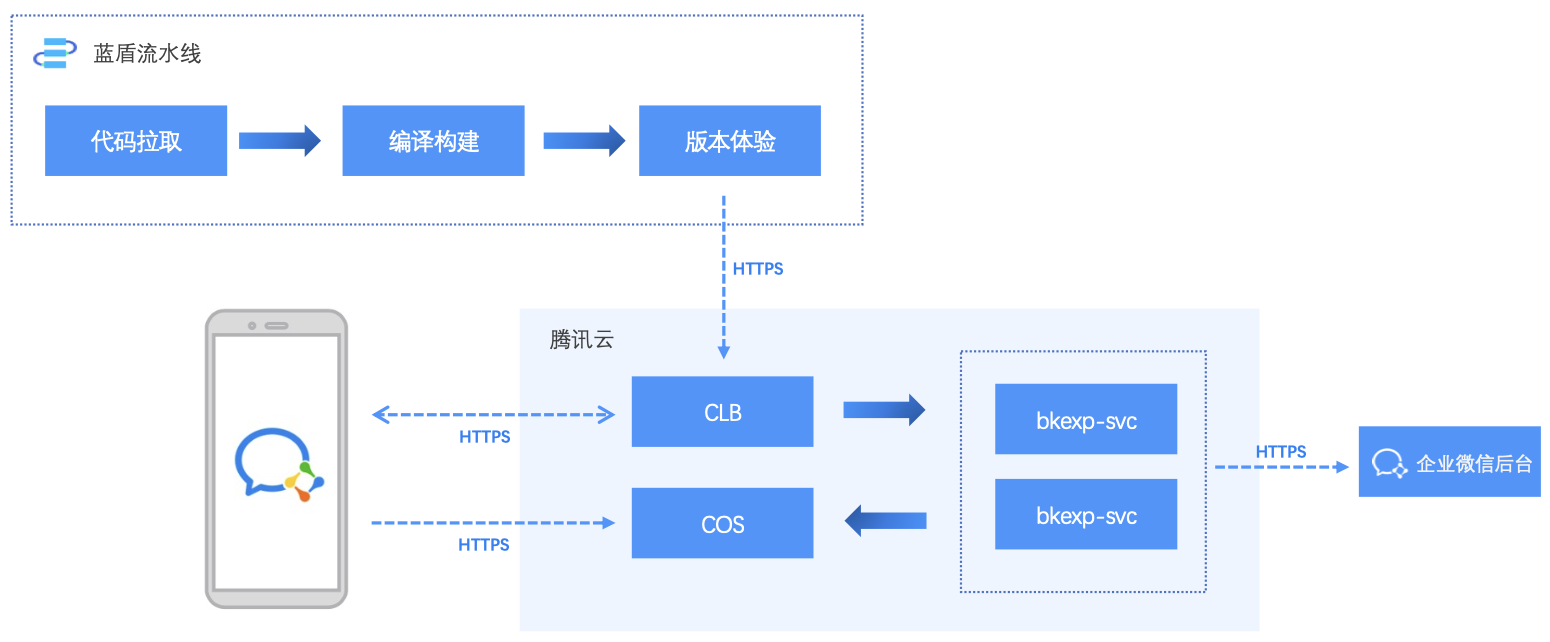 蓝盾流水线
代码拉取
编译构建
版本体验
HTTPS
腾讯云
CLB
bkexp-svc
HTTPS
HTTPS
企业微信后台
COS
bkexp-svc
HTTPS